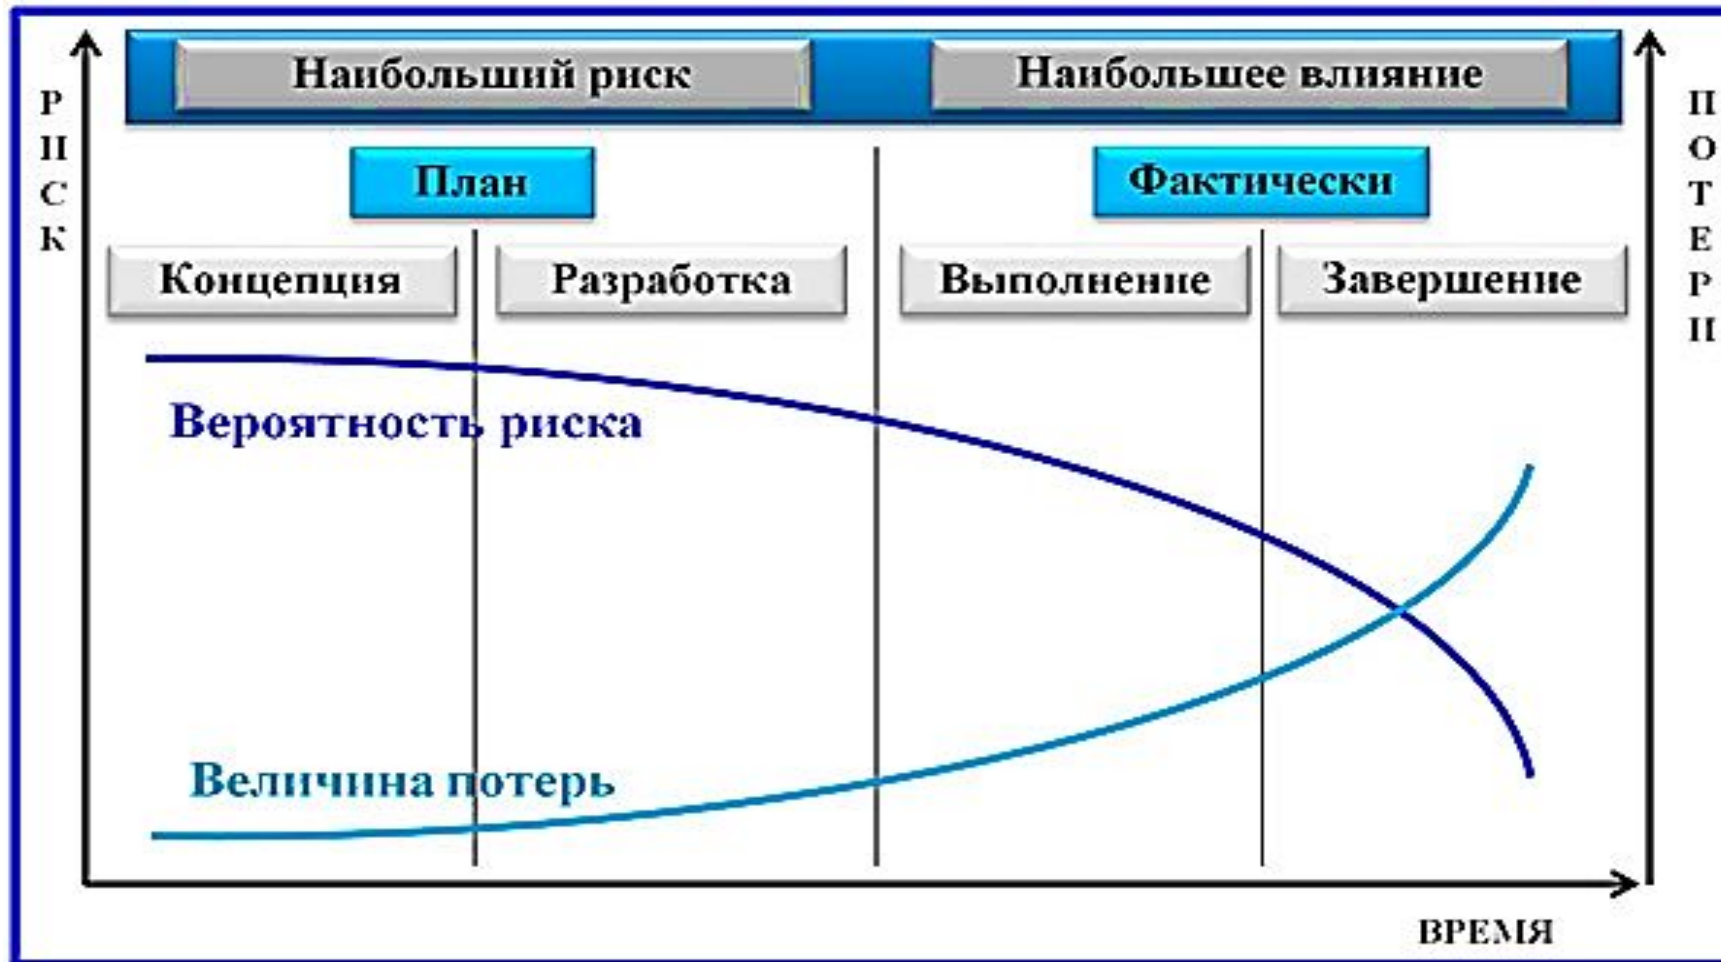 РИСК
Наибольший риск
Наибольшее влияние
ПОТЕРИ
План
Фактически
Концепция
Разработка
Выполнение
Завершение
Вероятность риска
Величина потерь
ВРЕМЯ